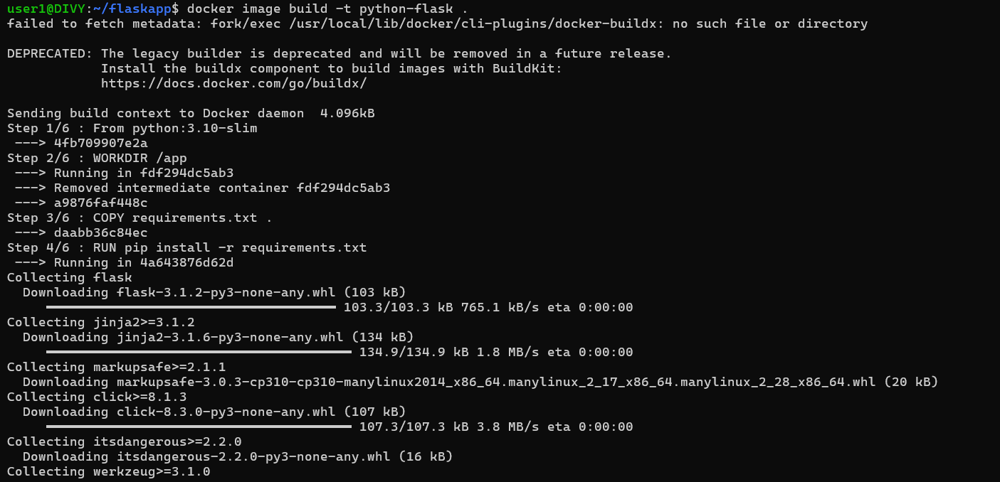 user1@DIVY:~/flaskapp$ docker image build -t python-flask .
failed to fetch metadata: fork/exec /usr/local/lib/docker/cli-plugins/docker-buildx: no such file or directory
DEPRECATED: The legacy builder is deprecated and will be removed in a future release.
Install the buildx component to build images with BuildKit:
https://docs.docker.com/go/buildx/
Sending build context to Docker daemon  4.096kB
Step 1/6 : From python:3.10-slim
---> 4fb709907e2a
Step 2/6 : WORKDIR /app
---> Running in fdf294dc5ab3
---> Removed intermediate container fdf294dc5ab3
---> a9876faf448c
Step 3/6 : COPY requirements.txt .
---> daabb36c84ec
Step 4/6 : RUN pip install -r requirements.txt
---> Running in 4a643876d62d
Collecting flask
Downloading flask-3.1.2-py3-none-any.whl (103 kB)
103.3/103.3 kB 765.1 kB/s eta 0:00:00
Collecting jinja2>=3.1.2
Downloading jinja2-3.1.6-py3-none-any.whl (134 kB)
134.9/134.9 kB 1.8 MB/s eta 0:00:00
Collecting markupsafe>=2.1.1
Downloading markupsafe-3.0.3-cp310-cp310-manylinux2014_x86_64.manylinux_2_17_x86_64.manylinux_2_28_x86_64.whl (20 kB)
Collecting click>=8.1.3
Downloading click-8.3.0-py3-none-any.whl (107 kB)
107.3/107.3 kB 3.8 MB/s eta 0:00:00
Collecting itsdangerous>=2.2.0
Downloading itsdangerous-2.2.0-py3-none-any.whl (16 kB)
Collecting werkzeug>=3.1.0